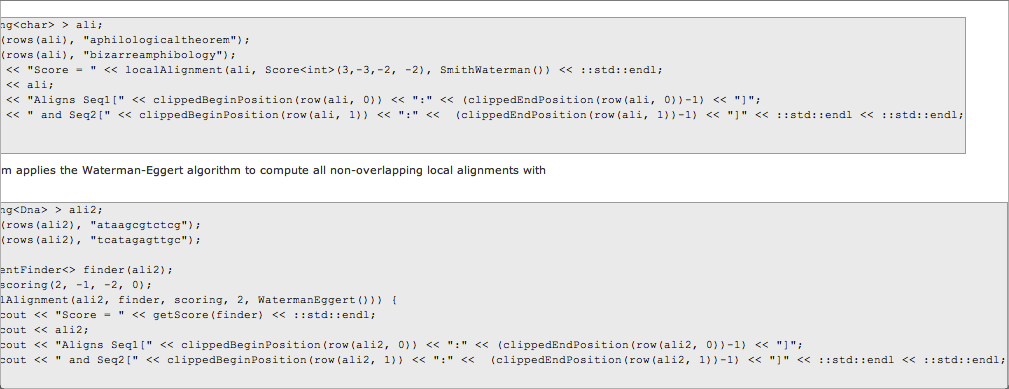 ng<char> > ali;
(rows(ali), "aphilologicaltheorem");
(rows(ali), "bizarreamphibology");
<< "Score = " << localAlignment(ali, Score<int>(3,-3,-2, -2), SmithWaterman()) << ::std::endl;
<< ali;
<< "Aligns Seq1[" << clippedBeginPosition(row(ali, 0)) << ":" << (clippedEndPosition(row(ali, 0))-1) << "]";
<< " and Seq2[" << clippedBeginPosition(row(ali, 1)) << ":" <<  (clippedEndPosition(row(ali, 1))-1) << "]" << ::std::endl << ::std::endl;
m applies the Waterman-Eggert algorithm to compute all non-overlapping local alignments with
ng<Dna> > ali2;
(rows(ali2), "ataagcgtctcg");
(rows(ali2), "tcatagagttgc");
entFinder<> finder(ali2);
scoring(2, -1, -2, 0);
lAlignment(ali2, finder, scoring, 2, WatermanEggert())) {
cout << "Score = " << getScore(finder) << ::std::endl;
cout << ali2;
cout << "Aligns Seq1[" << clippedBeginPosition(row(ali2, 0)) << ":" << (clippedEndPosition(row(ali2, 0))-1) << "]";
cout << " and Seq2[" << clippedBeginPosition(row(ali2, 1)) << ":" <<  (clippedEndPosition(row(ali2, 1))-1) << "]" << ::std::endl << ::std::endl;